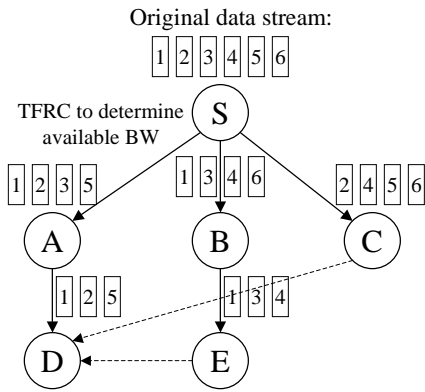 Original data stream:
1 2 3 4 5 6
TFRC to determine
available BW
S
1 2 3 5
1 3 4 6
2 4 5 6
A
B
C
1 2 5
1 3 4
D
E